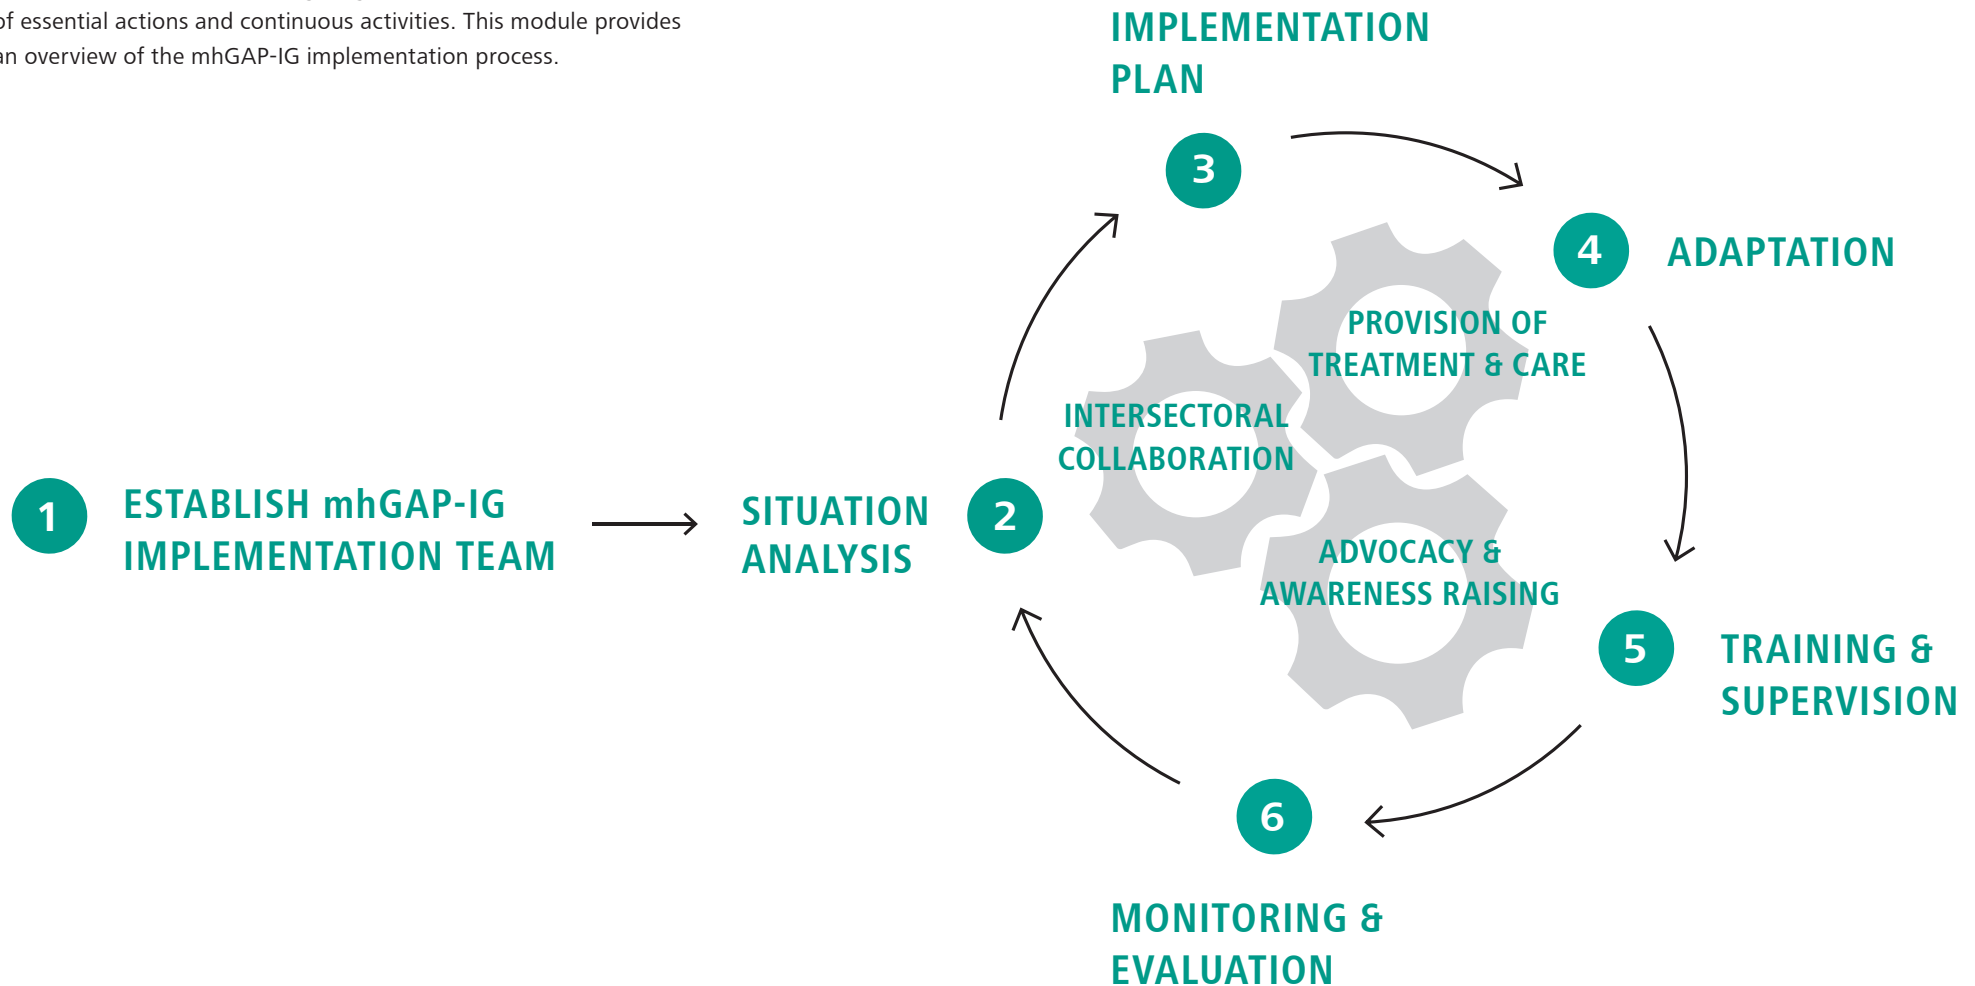 of essential actions and continuous activities. This module provides
an overview of the mhGAP-IG implementation process.
1
ESTABLISH mhGAP-IG
IMPLEMENTATION TEAM
SITUATION
ANALYSIS
2
IMPLEMENTATION
PLAN
3
4
ADAPTATION
5
TRAINING &
SUPERVISION
6
MONITORING &
EVALUATION
INTERSECTORAL
COLLABORATION
PROVISION OF
TREATMENT & CARE
ADVOCACY &
AWARENESS RAISING